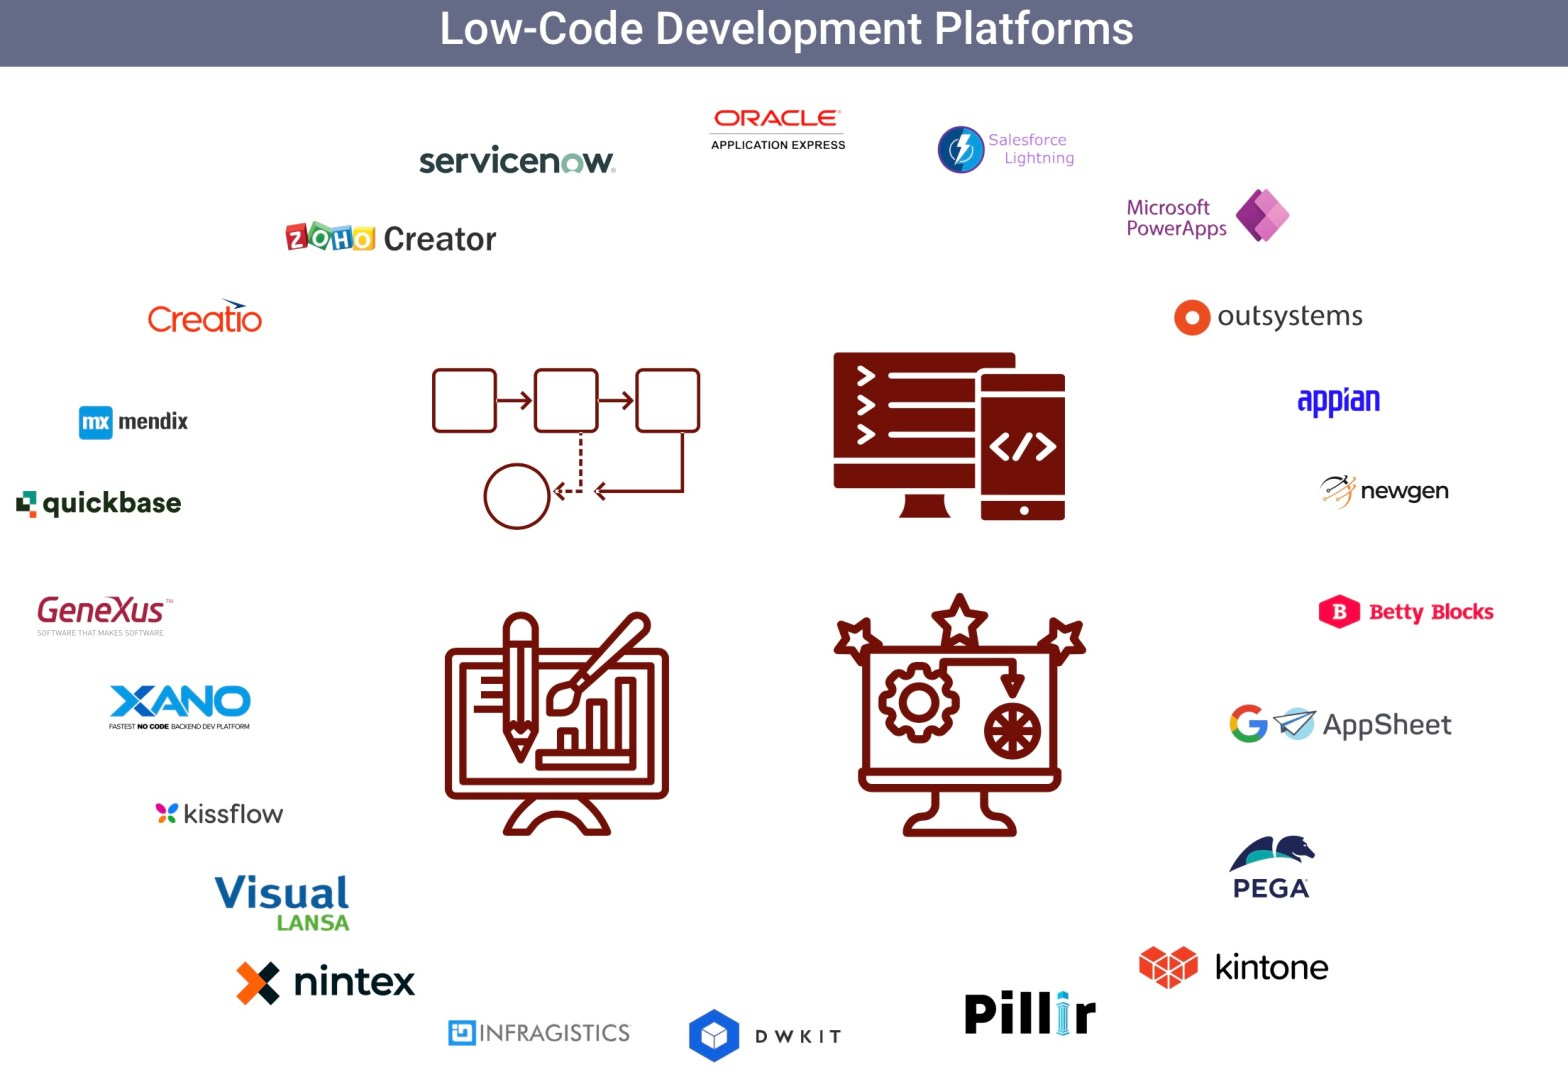 Low-Code Development Platforms
ORACLE
APPLICATION EXPRESS
servicenow
Salesforce
Lightning
Microsoft
PowerApps
ZOHO Creator
Creatio
outsystems
</>
appian
mx mendix
quickbase
newgen
GeneXus™
SOFTWARE THAT MAKES SOFTWARE
B Betty Blocks
XANO
FASTEST NO CODE BACKEND DEV PLATFORM
G AppSheet
kissflow
PEGA
Visual
LANSA
nintex
kintone
Pillir
INFRAGISTICS
DWKIT